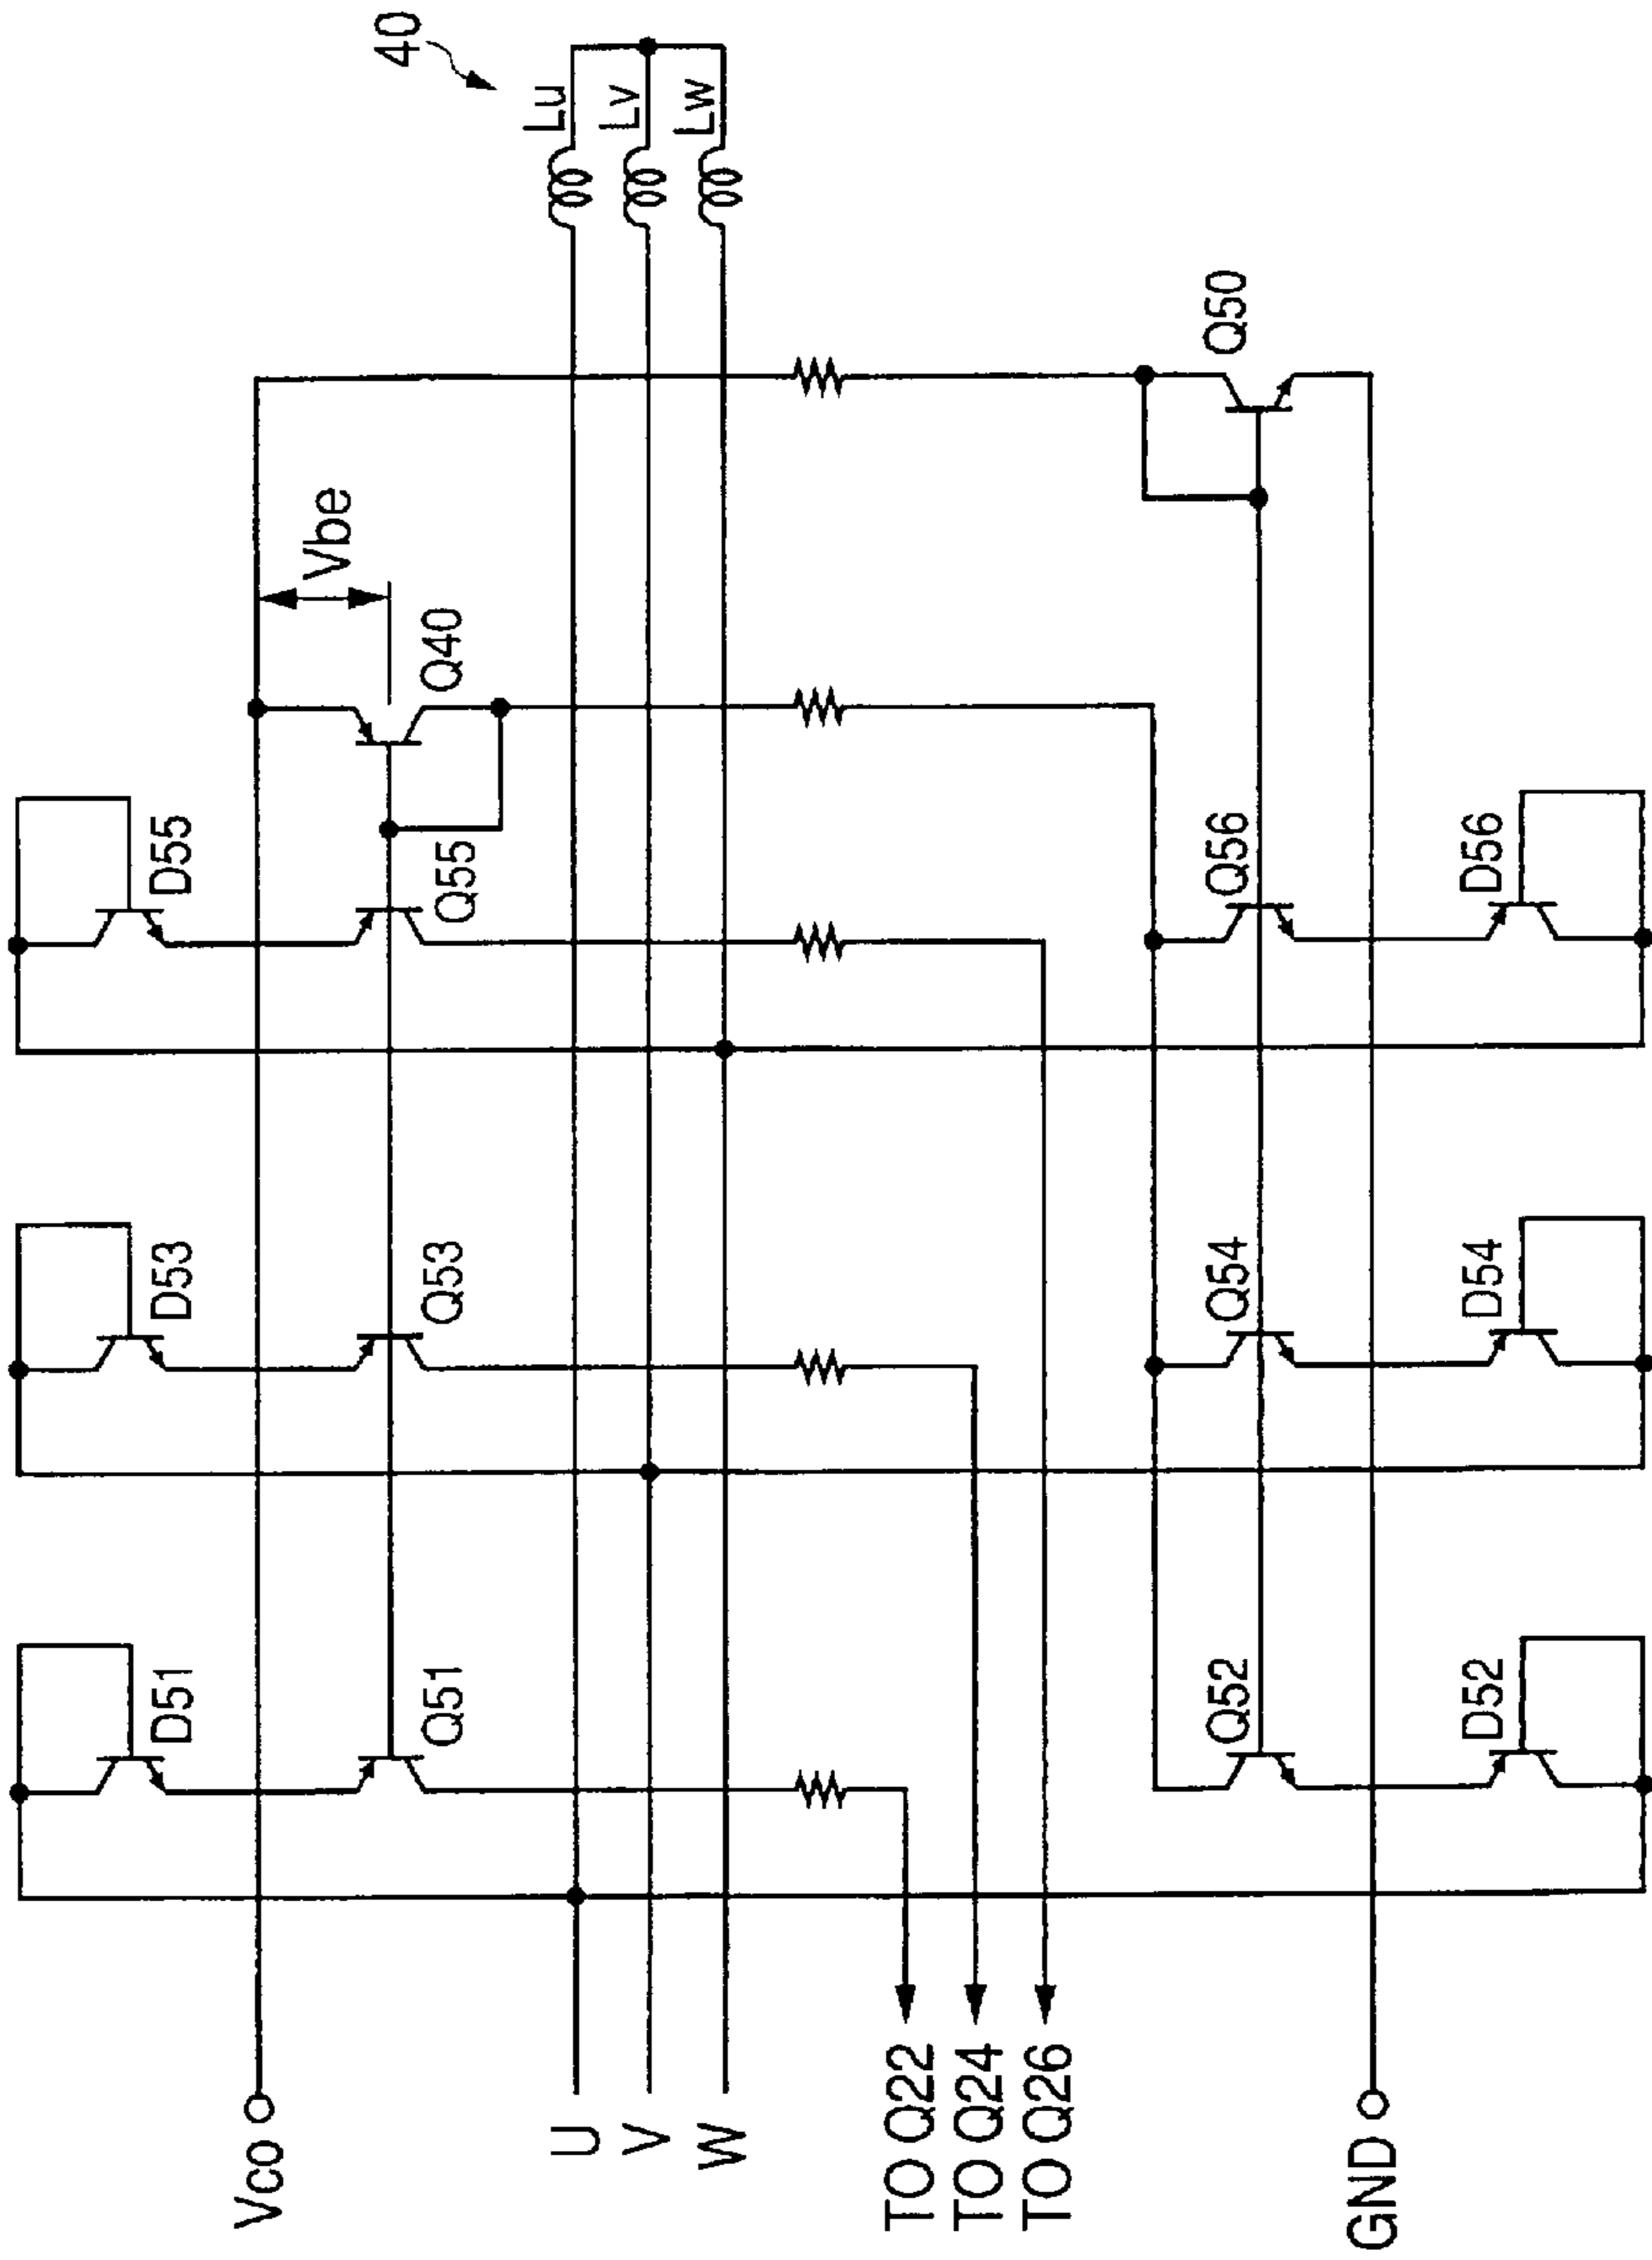 40
Lu
Lv
Lw
Vbe
Q40
Q50
D51
D53
D55
Q51
Q53
Q55
Vco
U
V
W
TO Q22
TO Q24
TO Q26
Q52
Q54
Q56
D52
D54
D56
GND